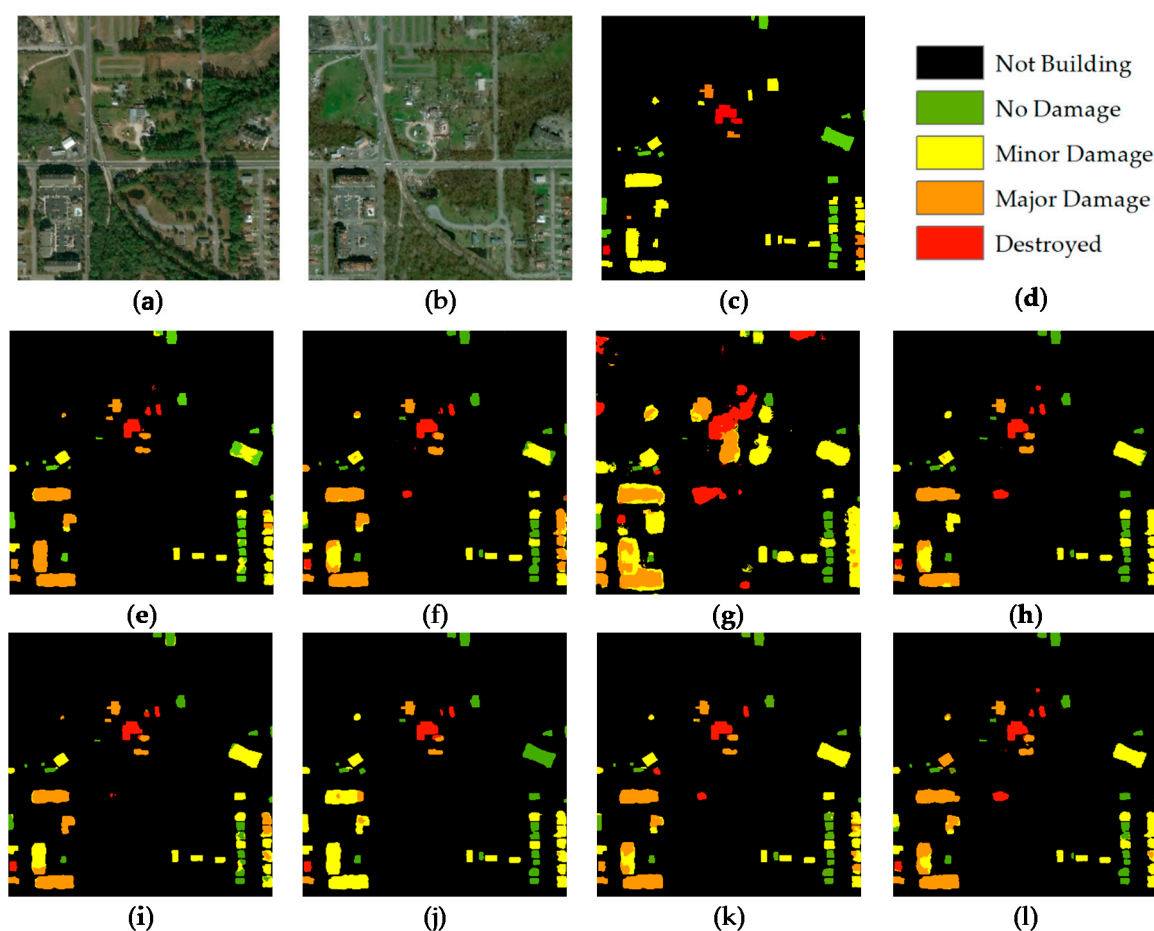 Not Building
No Damage
Minor Damage
Major Damage
Destroyed
(a)
(b)
(c)
(d)
(e)
(f)
(g)
(h)
(i)
(j)
(k)
(l)